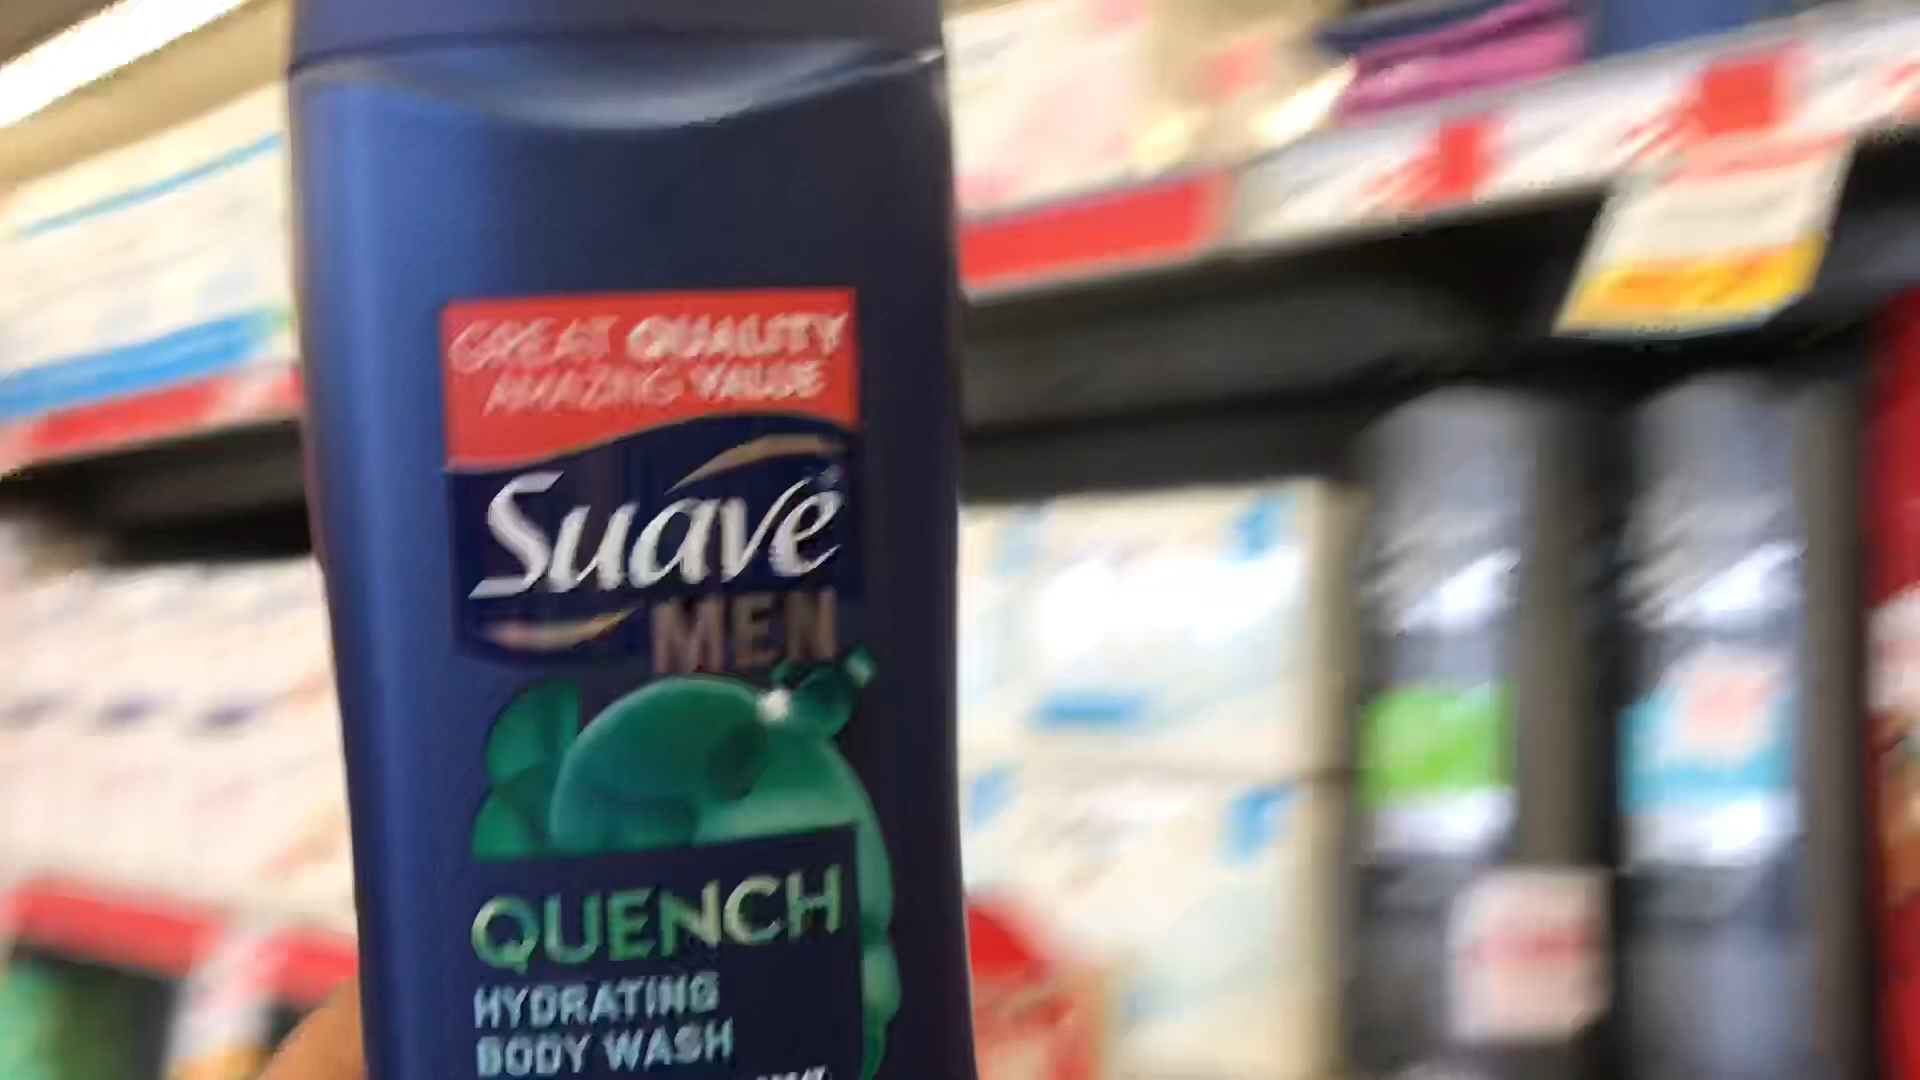 GREAT QUALITY
AMAZING VALUE
Suave
MEN
QUENCH
HYDRATING
BODY WASH